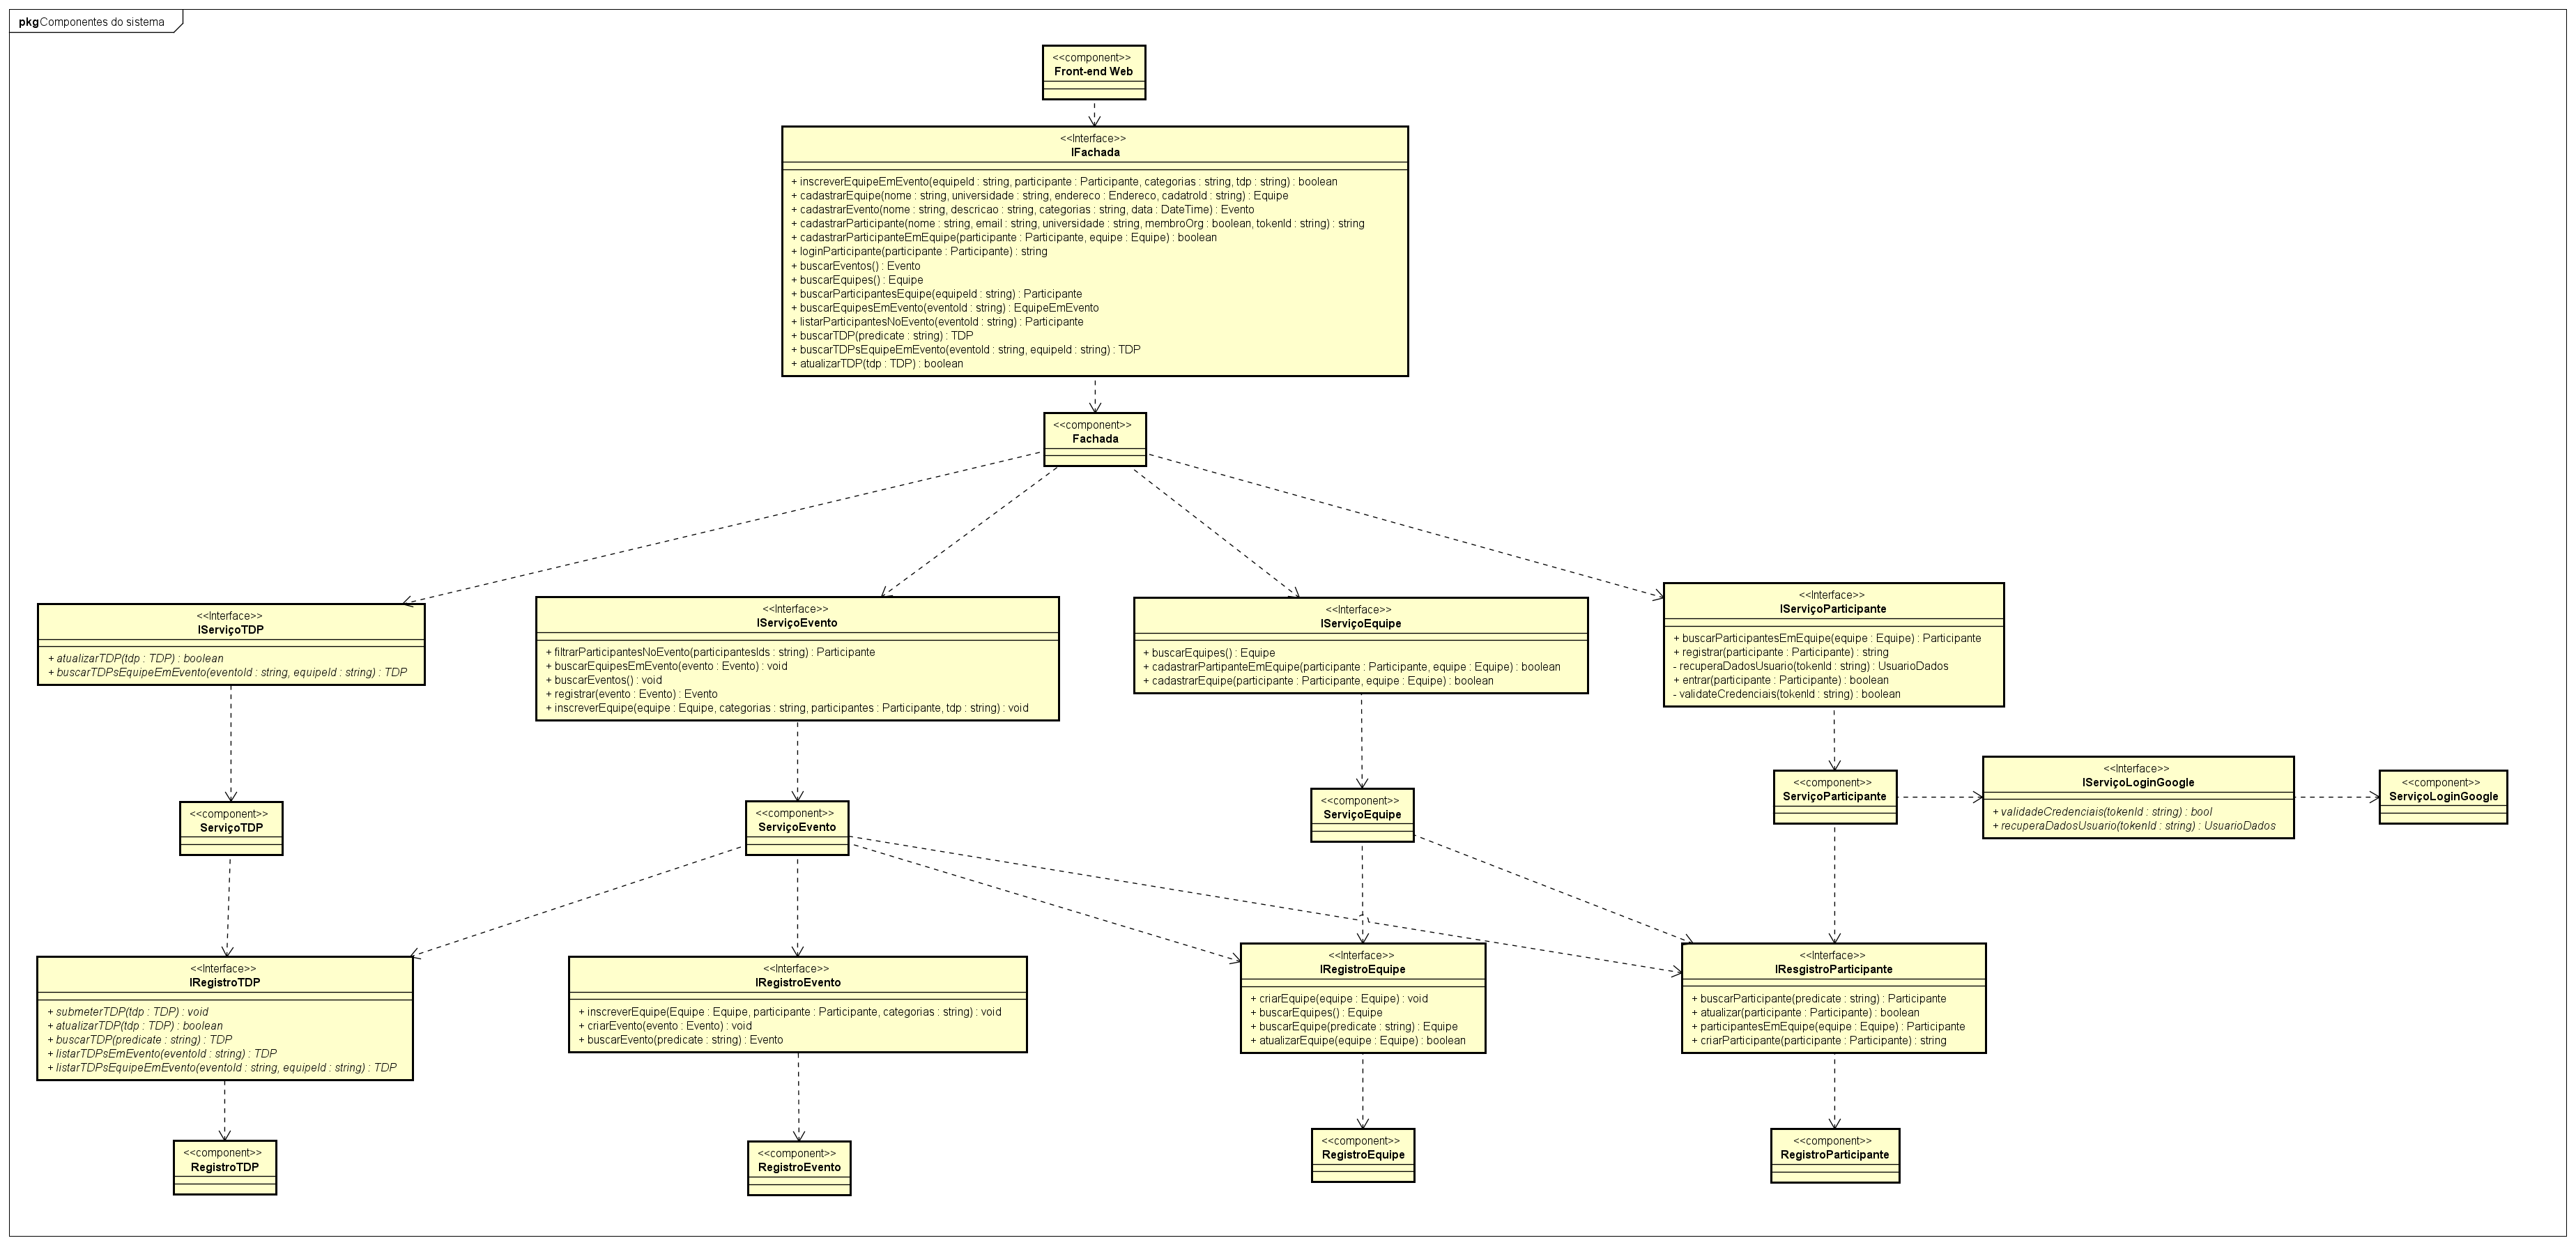 pkg Componentes do sistema
<<component>>
Front-end Web
<<Interface>>
IFachada
+ inscreverEquipeEmEvento(equipeId : string, participante : Participante, categorias : string, tdp : string) : boolean
+ cadastrarEquipe(nome : string, universidade : string, endereco : Endereco, cadatroId : string) : Equipe
+ cadastrarEvento(nome : string, descricao : string, categorias : string, data : DateTime) : Evento
+ cadastrarParticipante(nome : string, email : string, universidade : string, membroOrg : boolean, tokenId : string) : string
+ cadastrarParticipanteEmEquipe(participante : Participante, equipe : Equipe) : boolean
+ loginParticipante(participante : Participante) : string
+ buscarEventos() : Evento
+ buscarEquipes() : Equipe
+ buscarParticipantesEquipe(equipeId : string) : Participante
+ buscarEquipesEmEvento(eventoId : string) : EquipeEmEvento
+ listarParticipantesNoEvento(eventoId : string) : Participante
+ buscarTDP(predicate : string) : TDP
+ buscarTDPsEquipeEmEvento(eventoId : string, equipeId : string) : TDP
+ atualizarTDP(tdp : TDP) : boolean
<<component>>
Fachada
<<Interface>>
IServiçoTDP
+ atualizarTDP(tdp : TDP) : boolean
+ buscarTDPsEquipeEmEvento(eventoId : string, equipeId : string) : TDP
<<Interface>>
IServiçoEvento
+ filtrarParticipantesNoEvento(participantesIds : string) : Participante
+ buscarEquipesEmEvento(evento : Evento) : void
+ buscarEventos() : void
+ registrar(evento : Evento) : Evento
+ inscreverEquipe(equipe : Equipe, categorias : string, participantes : Participante, tdp : string) : void
<<Interface>>
IServiçoEquipe
+ buscarEquipes() : Equipe
+ cadastrarPartipanteEmEquipe(participante : Participante, equipe : Equipe) : boolean
+ cadastrarEquipe(participante : Participante, equipe : Equipe) : boolean
<<Interface>>
IServiçoParticipante
+ buscarParticipantesEmEquipe(equipe : Equipe) : Participante
+ registrar(participante : Participante) : string
- recuperaDadosUsuario(tokenId : string) : UsuarioDados
+ entrar(participante : Participante) : boolean
- validateCredenciais(tokenId : string) : boolean
<<component>>
ServiçoTDP
<<component>>
ServiçoEvento
<<component>>
ServiçoEquipe
<<component>>
ServiçoParticipante
<<Interface>>
IServiçoLoginGoogle
+ validadeCredenciais(tokenId : string) : bool
+ recuperaDadosUsuario(tokenId : string) : UsuarioDados
<<component>>
ServiçoLoginGoogle
<<Interface>>
IRegistroTDP
+ submeterTDP(tdp : TDP) : void
+ atualizarTDP(tdp : TDP) : boolean
+ buscarTDP(predicate : string) : TDP
+ listarTDPsEmEvento(eventoId : string) : TDP
+ listarTDPsEquipeEmEvento(eventoId : string, equipeId : string) : TDP
<<Interface>>
IRegistroEvento
+ inscreverEquipe(Equipe : Equipe, participante : Participante, categorias : string) : void
+ criarEvento(evento : Evento) : void
+ buscarEvento(predicate : string) : Evento
<<Interface>>
IRegistroEquipe
+ criarEquipe(equipe : Equipe) : void
+ buscarEquipes() : Equipe
+ buscarEquipe(predicate : string) : Equipe
+ atualizarEquipe(equipe : Equipe) : boolean
<<Interface>>
IResgistroParticipante
+ buscarParticipante(predicate : string) : Participante
+ atualizar(participante : Participante) : boolean
+ participantesEmEquipe(equipe : Equipe) : Participante
+ criarParticipante(participante : Participante) : string
<<component>>
RegistroTDP
<<component>>
RegistroEvento
<<component>>
RegistroEquipe
<<component>>
RegistroParticipante